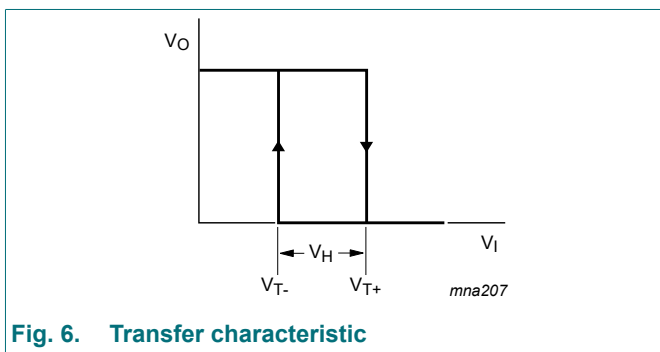 VO
VH
VI
VT-
VT+
mna207
Fig. 6. Transfer characteristic